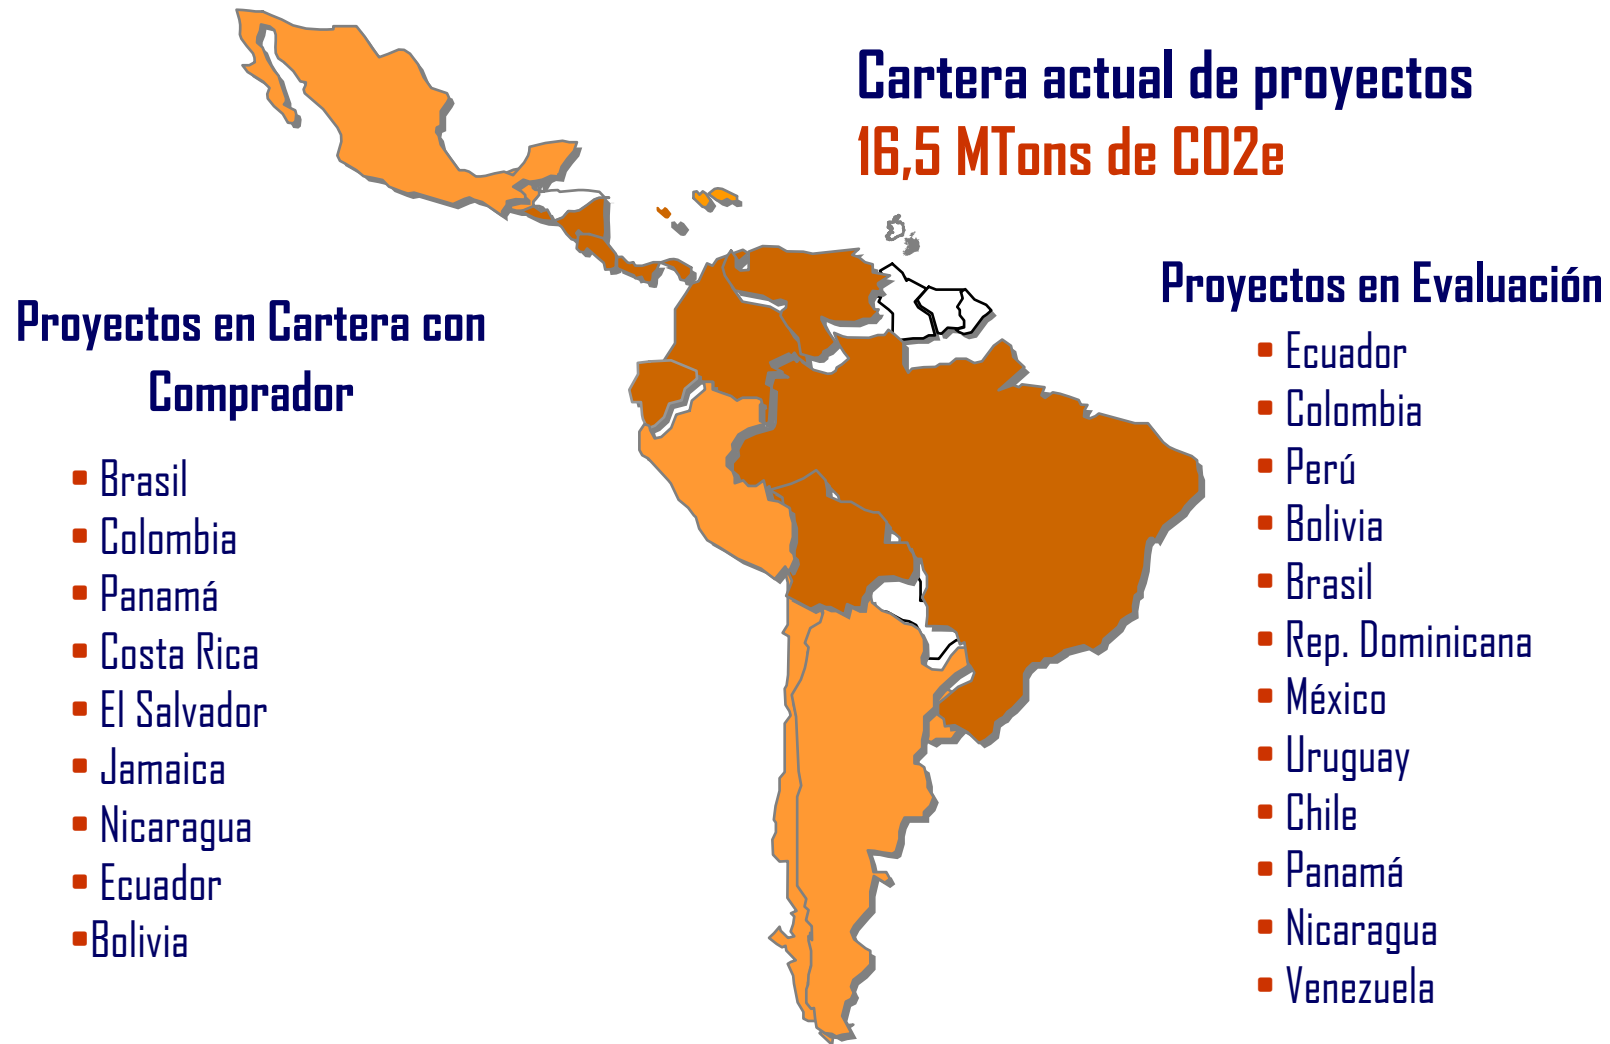 Cartera actual de proyectos
16,5 MTons de CO2e
Proyectos en Cartera con
Comprador
▪ Brasil
▪ Colombia
▪ Panamá
▪ Costa Rica
▪ El Salvador
▪ Jamaica
▪ Nicaragua
▪ Ecuador
▪Bolivia
Proyectos en Evaluación
▪ Ecuador
▪ Colombia
▪ Perú
▪ Bolivia
▪ Brasil
▪ Rep. Dominicana
▪ México
▪ Uruguay
▪ Chile
▪ Panamá
▪ Nicaragua
▪ Venezuela